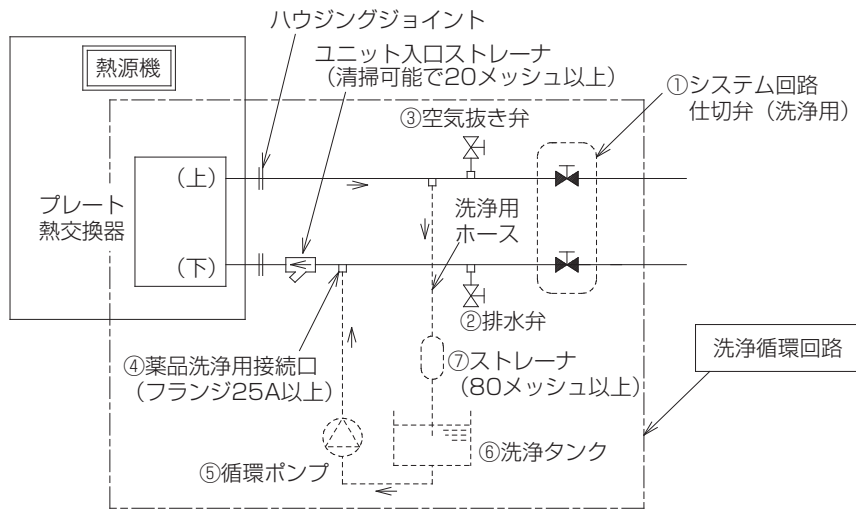 ハウジングジョイント
熱源機
ユニット入口ストレーナ
（清掃可能で20メッシュ以上）
①システム回路
仕切弁（洗浄用）
③空気抜き弁
（上）
プレート
熱交換器
洗浄用
ホース
（下）
②排水弁
④薬品洗浄用接続口
（フランジ25A以上）
⑦ストレーナ
（80メッシュ以上）
洗浄循環回路
⑤循環ポンプ
⑥洗浄タンク